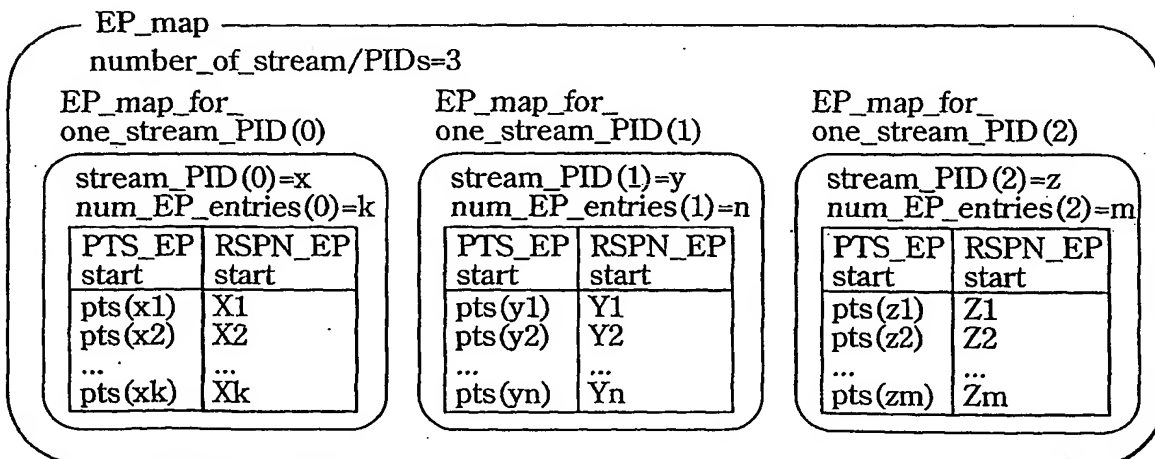 EP_map
number_of_stream/PIDs=3
EP_map_for_
one_stream_PID(0)
stream_PID(0)=x
num_EP_entries(0)=k
PTS_EP RSPN_EP
start start
pts(x1) X1
pts(x2) X2
... ...
pts(xk) Xk
EP_map_for_
one_stream_PID(1)
stream_PID(1)=y
num_EP_entries(1)=n
PTS_EP RSPN_EP
start start
pts(y1) Y1
pts(y2) Y2
... ...
pts(yn) Yn
EP_map_for_
one_stream_PID(2)
stream_PID(2)=z
num_EP_entries(2)=m
PTS_EP RSPN_EP
start start
pts(z1) Z1
pts(z2) Z2
... ...
pts(zm) Zm